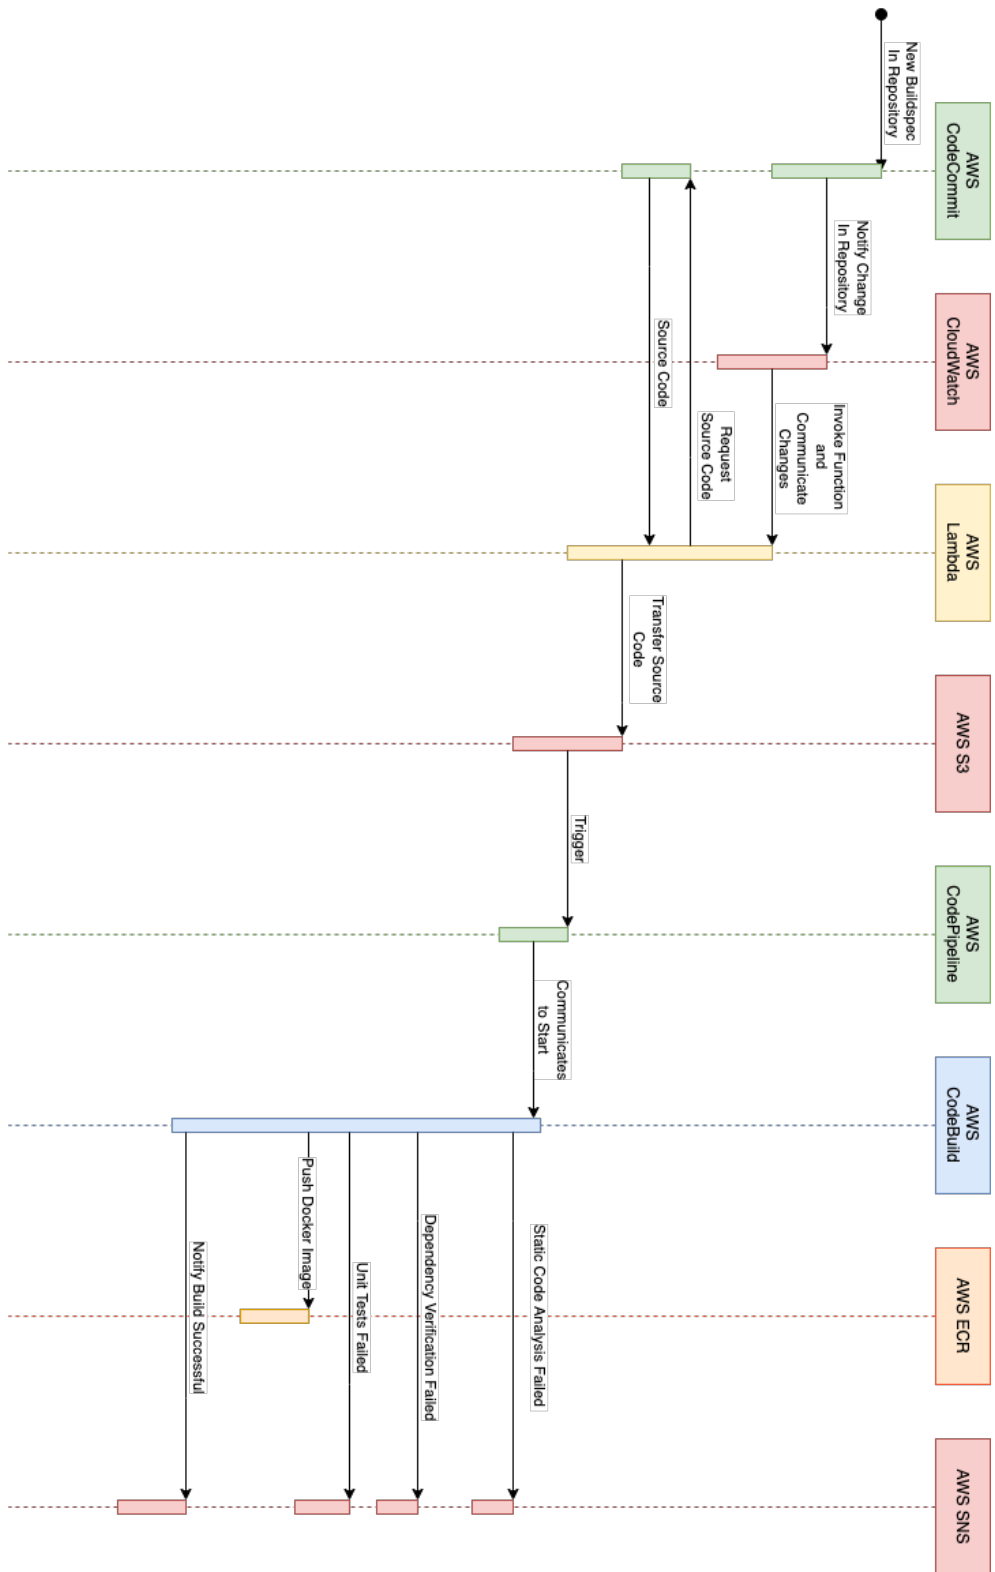 AWS
CodeCommit
AWS
CloudWatch
AWS
Lambda
AWS S3
AWS
CodePipeline
AWS
CodeBuild
AWS ECR
AWS SNS
New Buildspec
In Repository
Notify Change
In Repository
Invoke Function
and
Communicate
Changes
Request
Source Code
Source Code
Transfer Source
Code
Trigger
Communicates
to Start
Static Code Analysis Failed
Dependency Verification Failed
Unit Tests Failed
Push Docker Image
Notify Build Successful